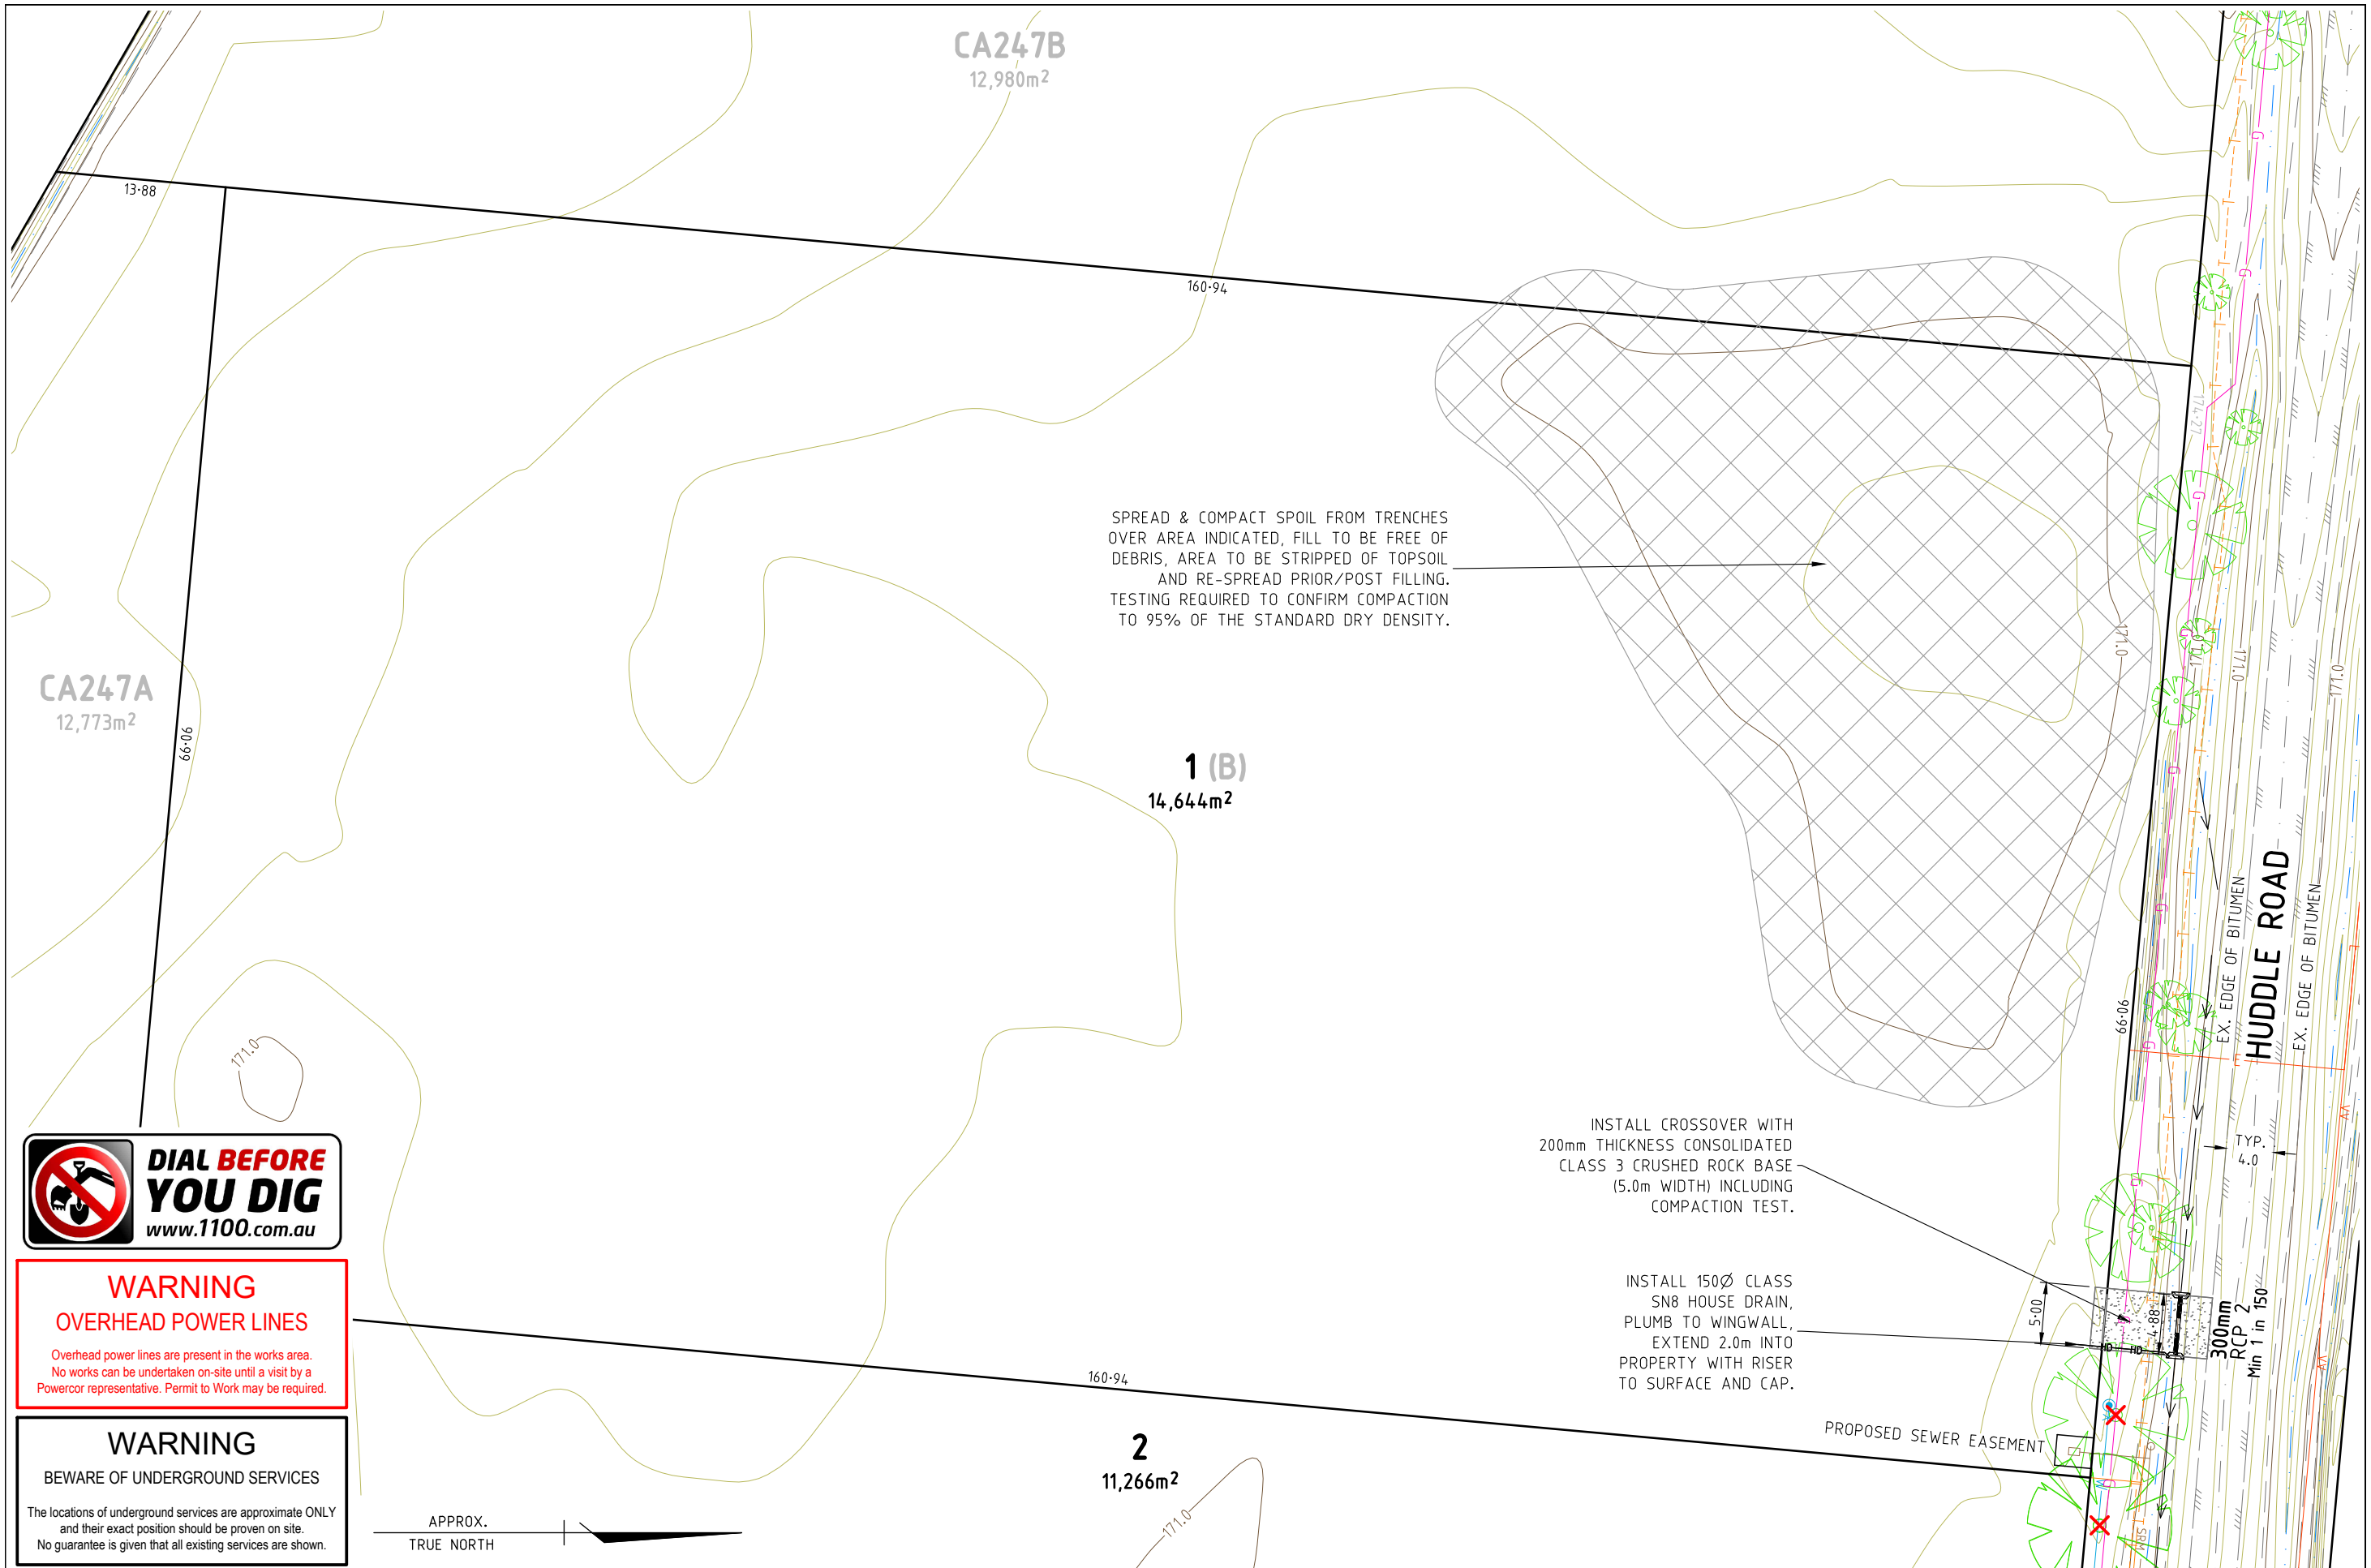 CA247B
12,980m²
13·88
160·94
174·27
SPREAD & COMPACT SPOIL FROM TRENCHES
OVER AREA INDICATED, FILL TO BE FREE OF
DEBRIS, AREA TO BE STRIPPED OF TOPSOIL
AND RE-SPREAD PRIOR/POST FILLING.
TESTING REQUIRED TO CONFIRM COMPACTION
TO 95% OF THE STANDARD DRY DENSITY.
171.0
171.0
171.0
171.0
CA247A
12,773m²
66·06
1 (B)
14,644m²
EX. EDGE OF BITUMEN
HUDDLE ROAD
EX. EDGE OF BITUMEN
66·06
171.0
TYP.
4.0
INSTALL CROSSOVER WITH
200mm THICKNESS CONSOLIDATED
CLASS 3 CRUSHED ROCK BASE
(5.0m WIDTH) INCLUDING
COMPACTION TEST.
DIAL BEFORE
YOU DIG
www.1100.com.au
WARNING
OVERHEAD POWER LINES
Overhead power lines are present in the works area.
No works can be undertaken on-site until a visit by a
Powercor representative. Permit to Work may be required.
INSTALL 150Ø CLASS
SN8 HOUSE DRAIN,
PLUMB TO WINGWALL,
EXTEND 2.0m INTO
PROPERTY WITH RISER
TO SURFACE AND CAP.
5·00
4·88
HD HD
300mm
RCP 2
Min 1 in 150
160·94
PROPOSED SEWER EASEMENT
2
11,266m²
171.0
WARNING
BEWARE OF UNDERGROUND SERVICES
The locations of underground services are approximate ONLY
and their exact position should be proven on site.
No guarantee is given that all existing services are shown.
APPROX.
TRUE NORTH